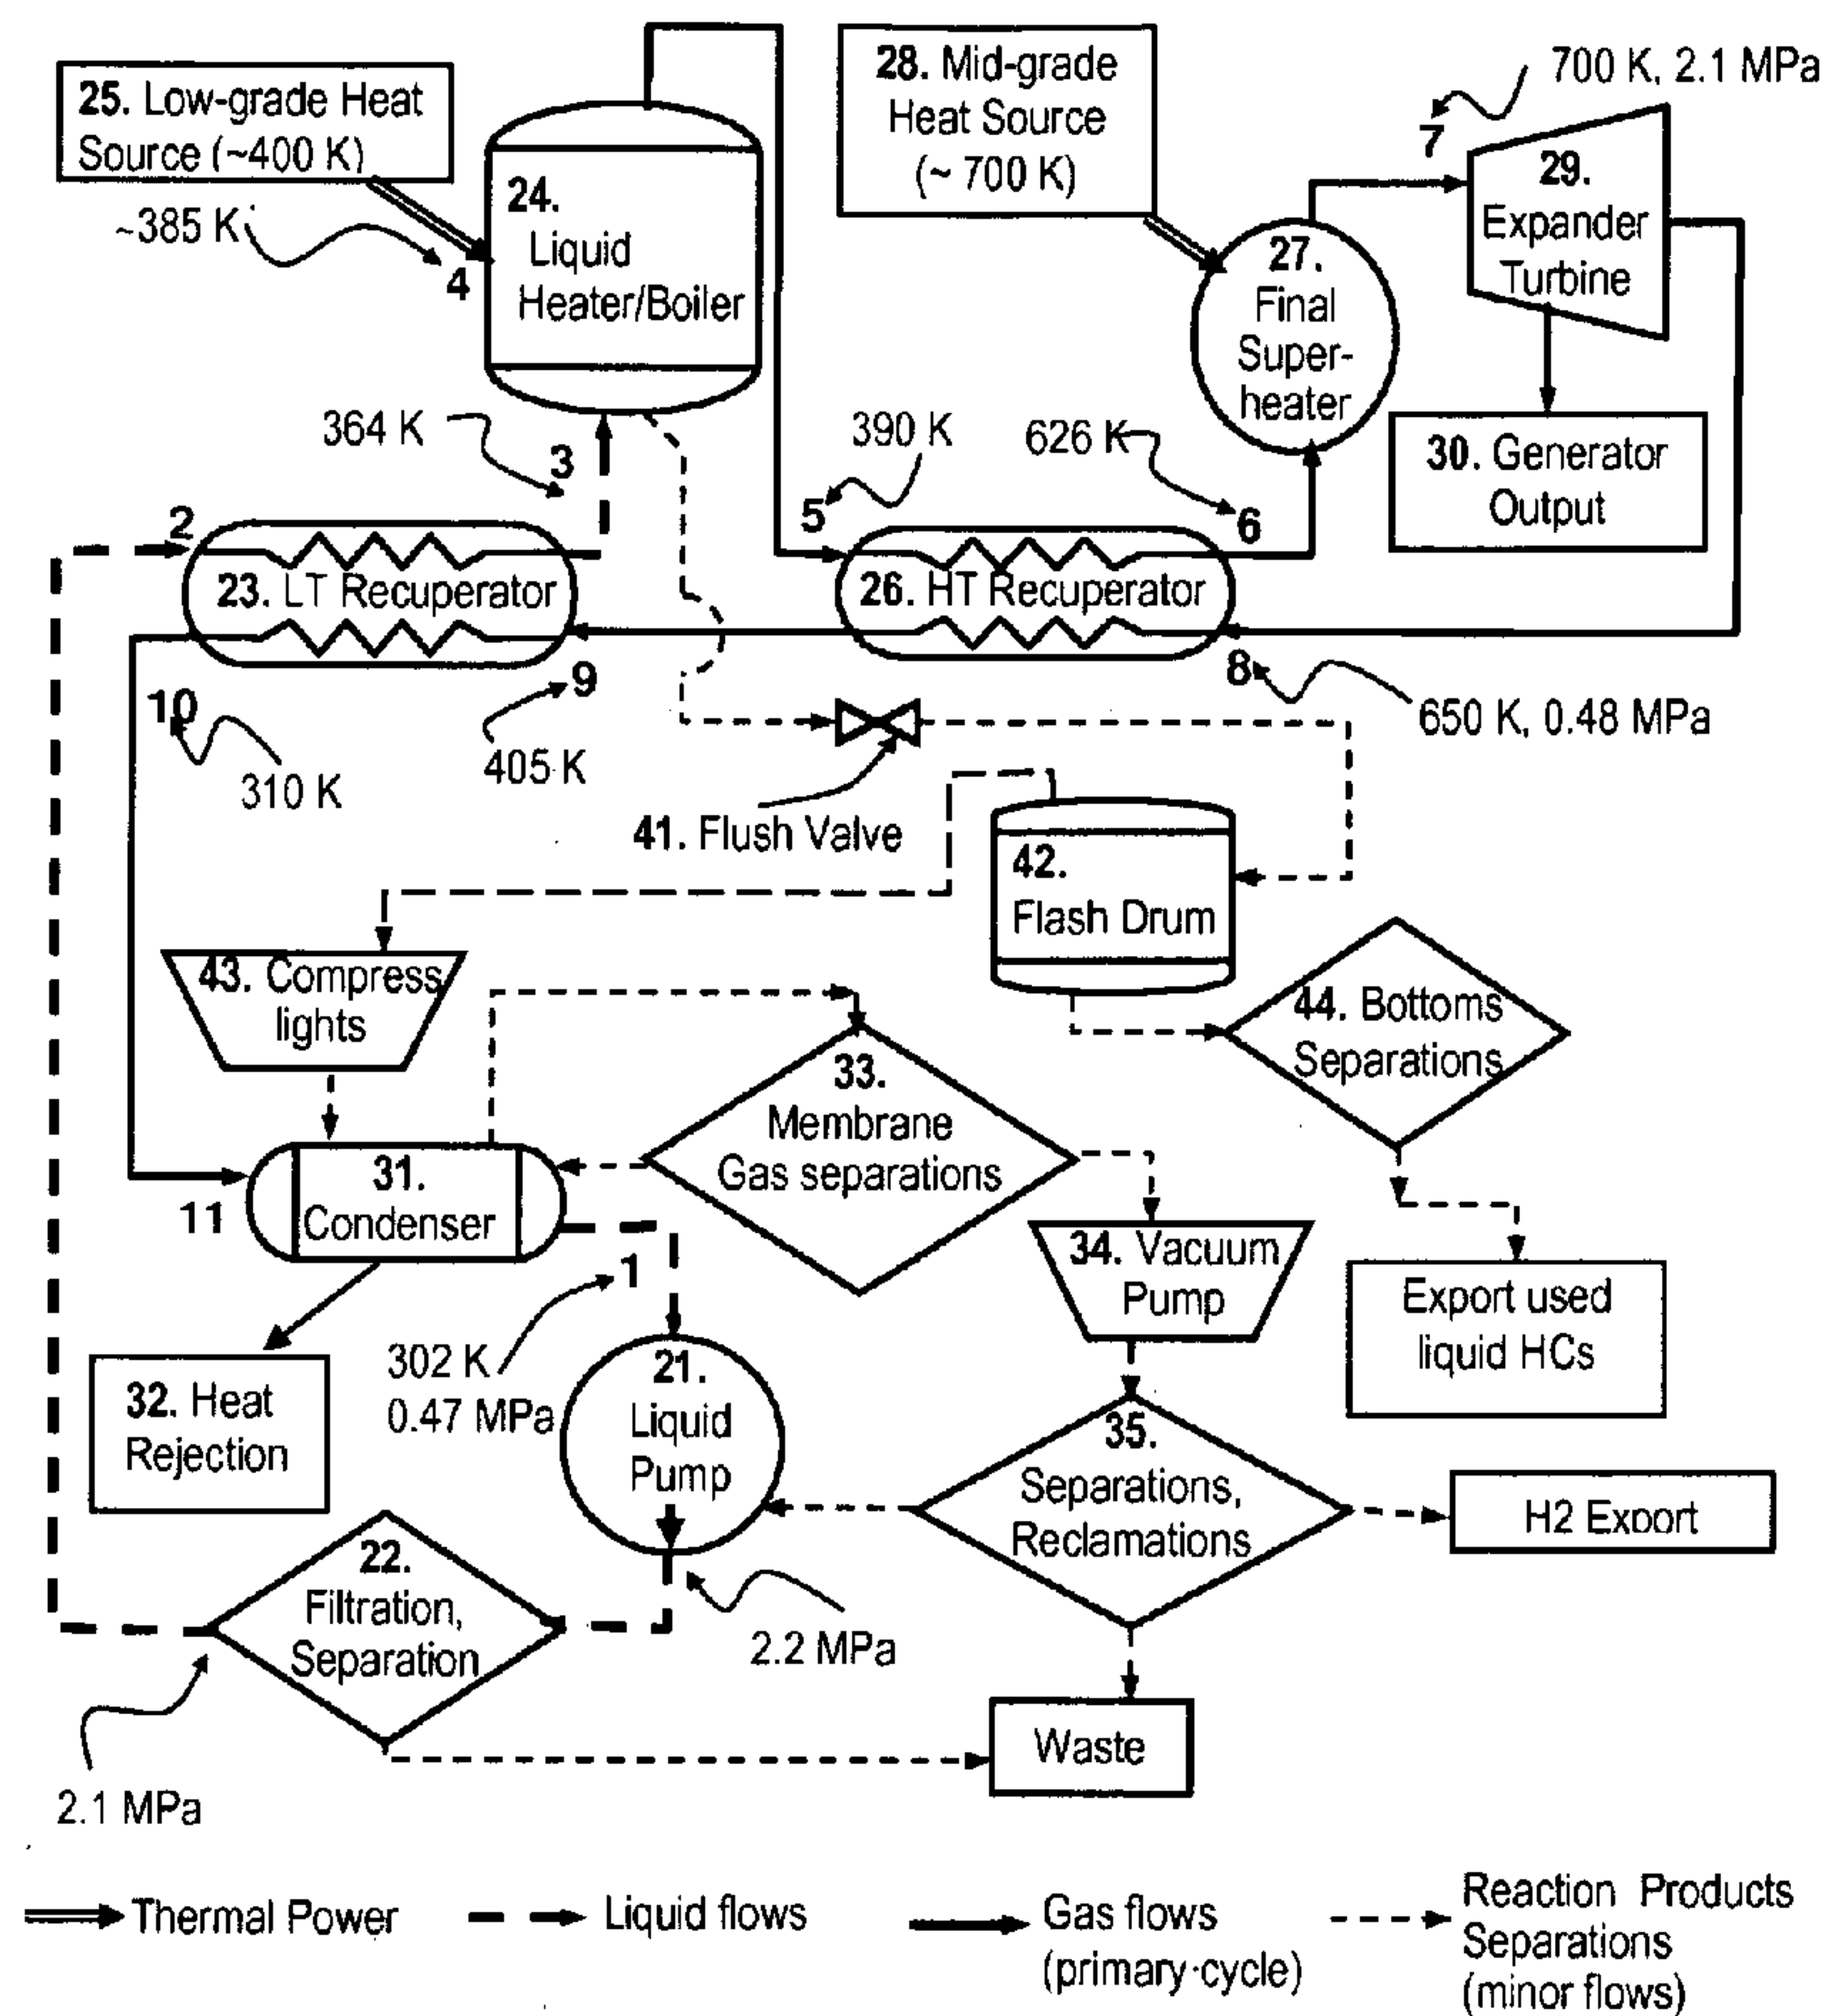 25. Low-grade Heat
Source (~400 K)
~385 K
4
24.
Liquid
Heater/Boiler
28. Mid-grade
Heat Source
(~ 700 K)
700 K, 2.1 MPa
7
29.
Expander
Turbine
27.
Final
Super-
heater
30. Generator
Output
364 K
3
390 K
5
626 K
6
2
23. LT Recuperator
26. HT Recuperator
10
310 K
9
405 K
8
650 K, 0.48 MPa
41. Flush Valve
42.
Flash Drum
43. Compress
lights
44. Bottoms
Separations
33.
Membrane
Gas separations
31.
Condenser
11
1
302 K
0.47 MPa
34. Vacuum
Pump
Export used
liquid HCs
32. Heat
Rejection
21.
Liquid
Pump
35.
Separations,
Reclamations
H2 Export
22.
Filtration,
Separation
2.2 MPa
2.1 MPa
Waste
Thermal Power
Liquid flows
Gas flows
(primary cycle)
Reaction Products
Separations
(minor flows)